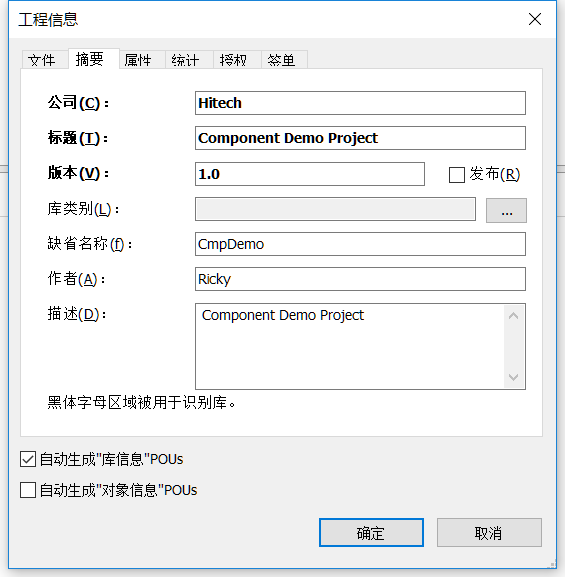 工程信息
文件 摘要 属性 统计 授权 签单
公司(C)： Hitech
标题(T)： Component Demo Project
版本(V)： 1.0 发布(R)
库类别(L)： ...
缺省名称(f)： CmpDemo
作者(A)： Ricky
描述(D)： Component Demo Project
黑体字母区域被用于识别库。
自动生成"库信息"POUs
自动生成"对象信息"POUs
确定 取消